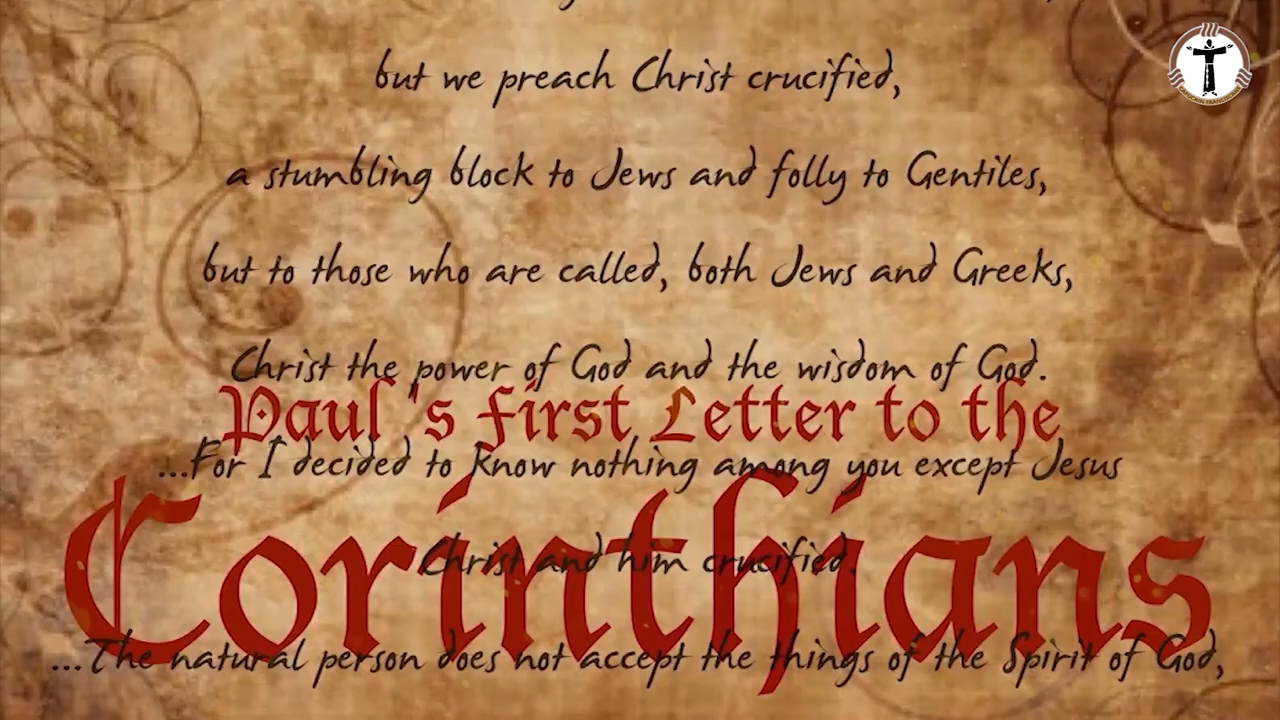 but we preach Christ crucified,
a stumbling block to Jews and folly to Gentiles,
but to those who are called, both Jews and Greeks,
Christ the power of God and the wisdom of God.
Paul's First Letter to the
...For I decided to know nothing among you except Jesus
Corinthians
Christ and him crucified.
...The natural person does not accept the things of the Spirit of God,